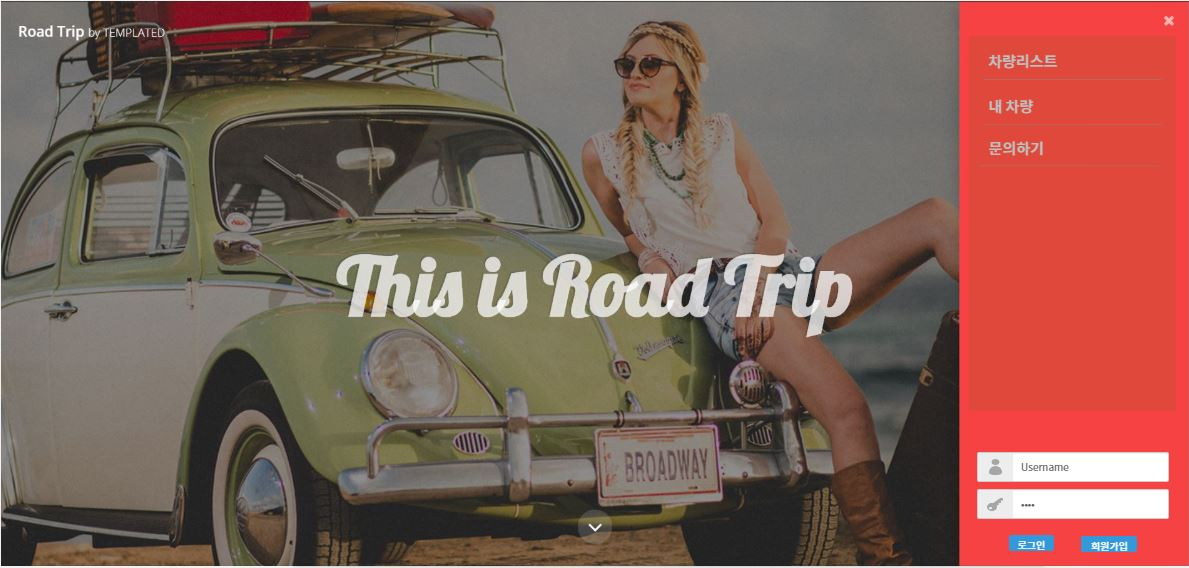 Road Trip by TEMPLATED
차량리스트
내 차량
문의하기
This is Road Trip
BROADWAY
Username
로그인
회원가입